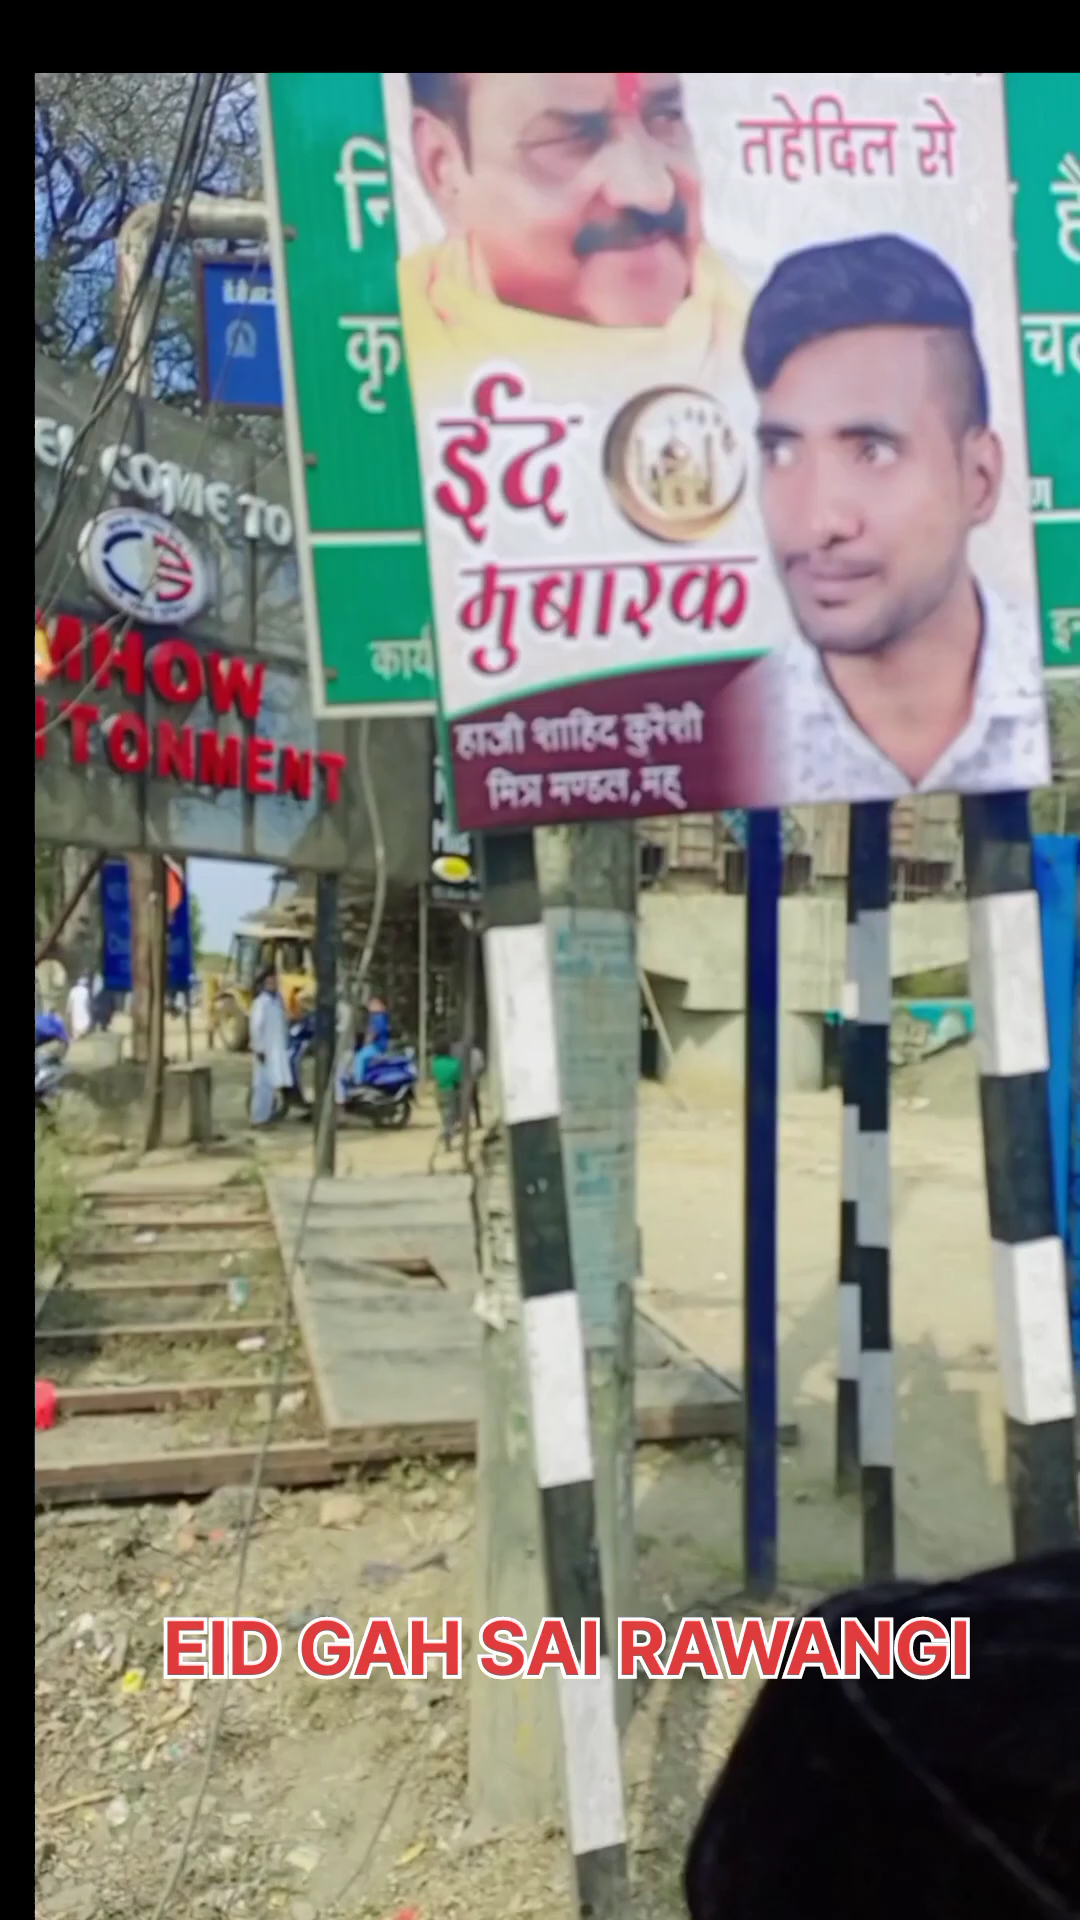 तहेदिल से
ईद
मुबारक
हाजी शाहिद कुरेशी
मित्र मण्डल,महू
कृ
है
COME TO
MHOW
TONMENT
EID GAH SAI RAWANGI